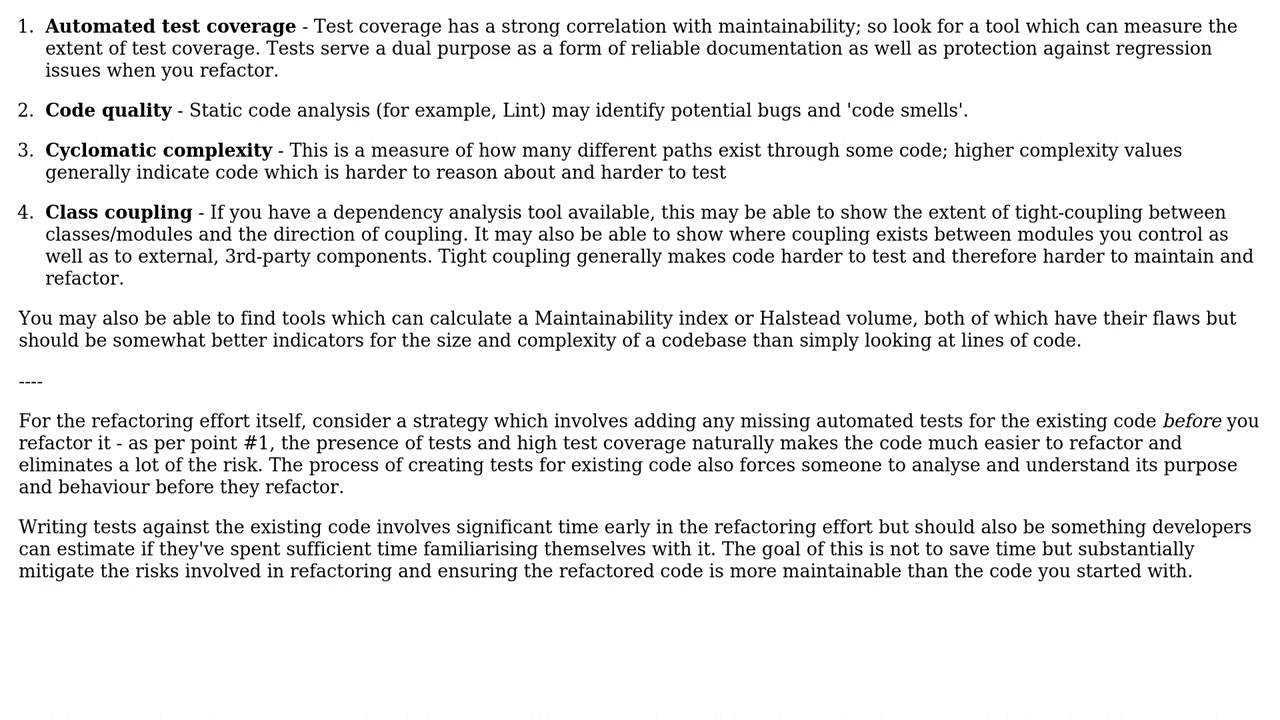 1. Automated test coverage - Test coverage has a strong correlation with maintainability; so look for a tool which can measure the
extent of test coverage. Tests serve a dual purpose as a form of reliable documentation as well as protection against regression
issues when you refactor.
2. Code quality - Static code analysis (for example, Lint) may identify potential bugs and 'code smells'.
3. Cyclomatic complexity - This is a measure of how many different paths exist through some code; higher complexity values
generally indicate code which is harder to reason about and harder to test
4. Class coupling - If you have a dependency analysis tool available, this may be able to show the extent of tight-coupling between
classes/modules and the direction of coupling. It may also be able to show where coupling exists between modules you control as
well as to external, 3rd-party components. Tight coupling generally makes code harder to test and therefore harder to maintain and
refactor.
You may also be able to find tools which can calculate a Maintainability index or Halstead volume, both of which have their flaws but
should be somewhat better indicators for the size and complexity of a codebase than simply looking at lines of code.
----
For the refactoring effort itself, consider a strategy which involves adding any missing automated tests for the existing code before you
refactor it - as per point #1, the presence of tests and high test coverage naturally makes the code much easier to refactor and
eliminates a lot of the risk. The process of creating tests for existing code also forces someone to analyse and understand its purpose
and behaviour before they refactor.
Writing tests against the existing code involves significant time early in the refactoring effort but should also be something developers
can estimate if they've spent sufficient time familiarising themselves with it. The goal of this is not to save time but substantially
mitigate the risks involved in refactoring and ensuring the refactored code is more maintainable than the code you started with.